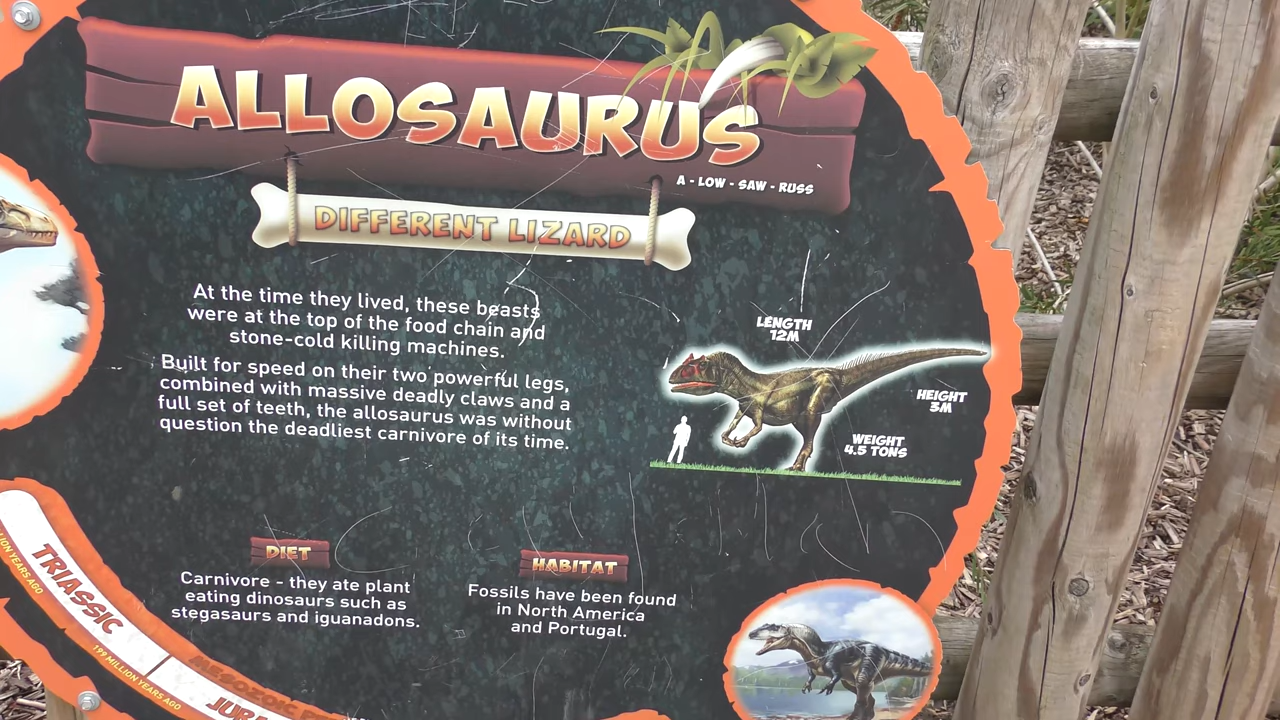 ALLOSAURUS
A - LOW - SAW - RUSS
DIFFERENT LIZARD
At the time they lived, these beasts
were at the top of the food chain and
stone-cold killing machines.
Built for speed on their two powerful legs,
combined with massive deadly claws and a
full set of teeth, the allosaurus was without
question the deadliest carnivore of its time.
LENGTH
12M
HEIGHT
3M
WEIGHT
4.5 TONS
DIET
Carnivore - they ate plant
eating dinosaurs such as
stegasaurs and iguanadons.
HABITAT
Fossils have been found
in North America
and Portugal.
TRIASSIC
YEARS AGO
199 MILLION YEARS AGO
MESOZOIC